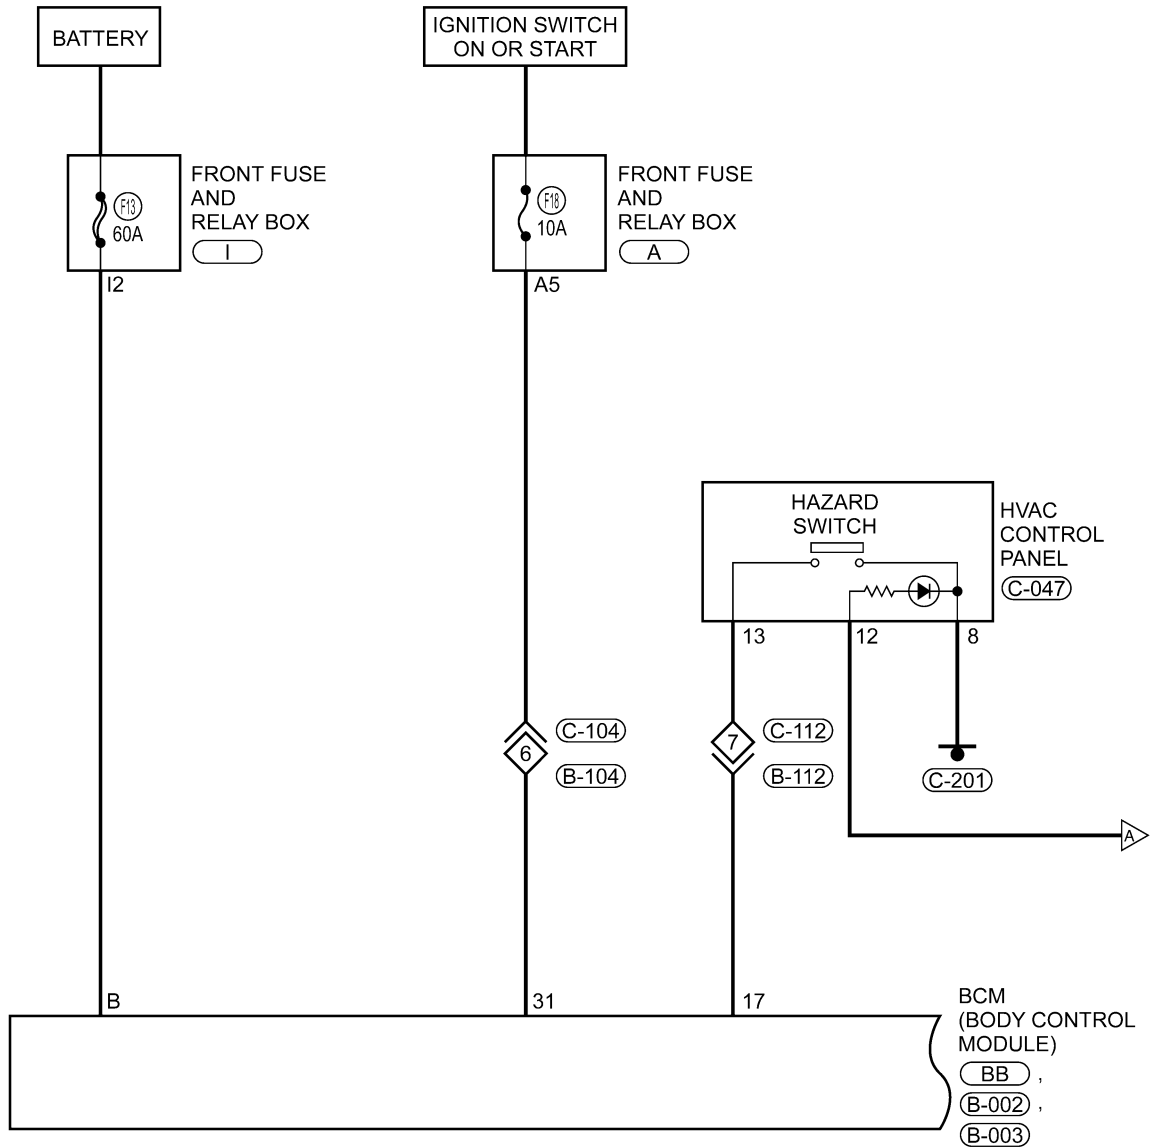 BATTERY
IGNITION SWITCH
ON OR START
F13
60A
FRONT FUSE
AND
RELAY BOX
I
I2
F18
10A
FRONT FUSE
AND
RELAY BOX
A
A5
HAZARD
SWITCH
HVAC
CONTROL
PANEL
C-047
13
12
8
6
C-104
B-104
7
C-112
B-112
C-201
A
B
31
17
BCM
(BODY CONTROL
MODULE)
BB ,
B-002 ,
B-003